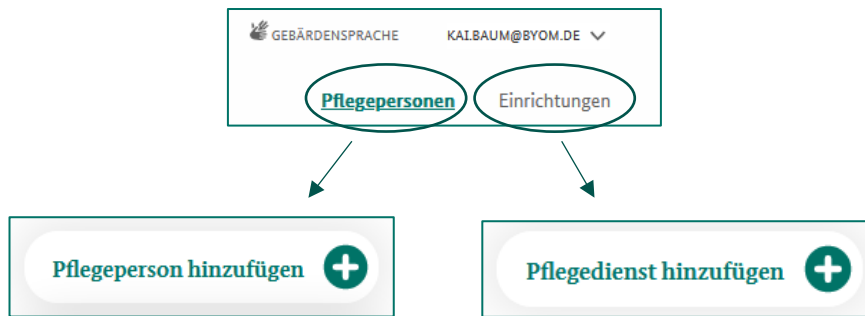 GEBÄRDENSPRACHE KAI.BAUM@BYOM.DE
Pflegepersonen Einrichtungen
Pflegeperson hinzufügen
Pflegedienst hinzufügen